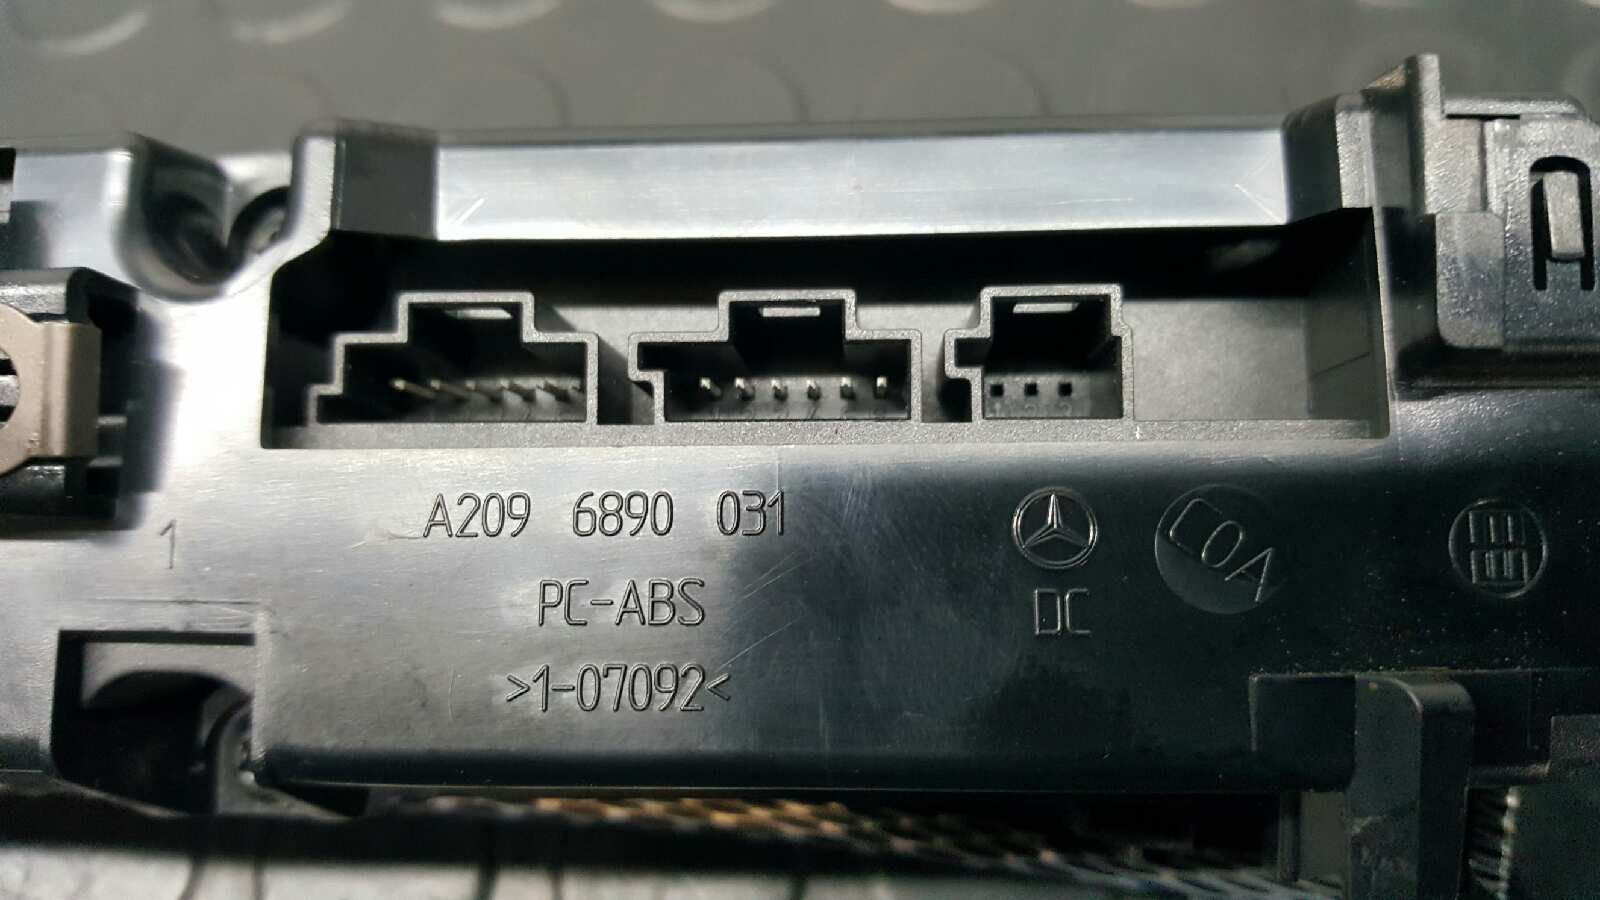 A209 6890 031
1
PC-ABS
>1-07092<
DC
COA